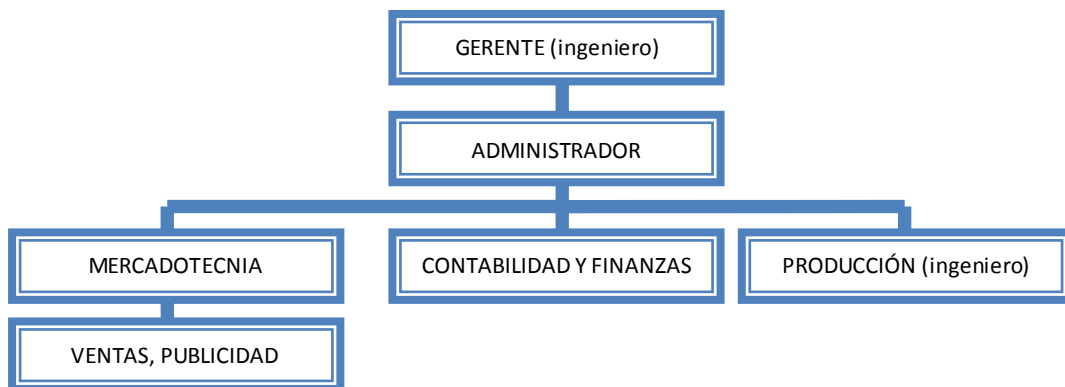 GERENTE (ingeniero)
ADMINISTRADOR
MERCADOTECNIA
CONTABILIDAD Y FINANZAS
PRODUCCIÓN (ingeniero)
VENTAS, PUBLICIDAD